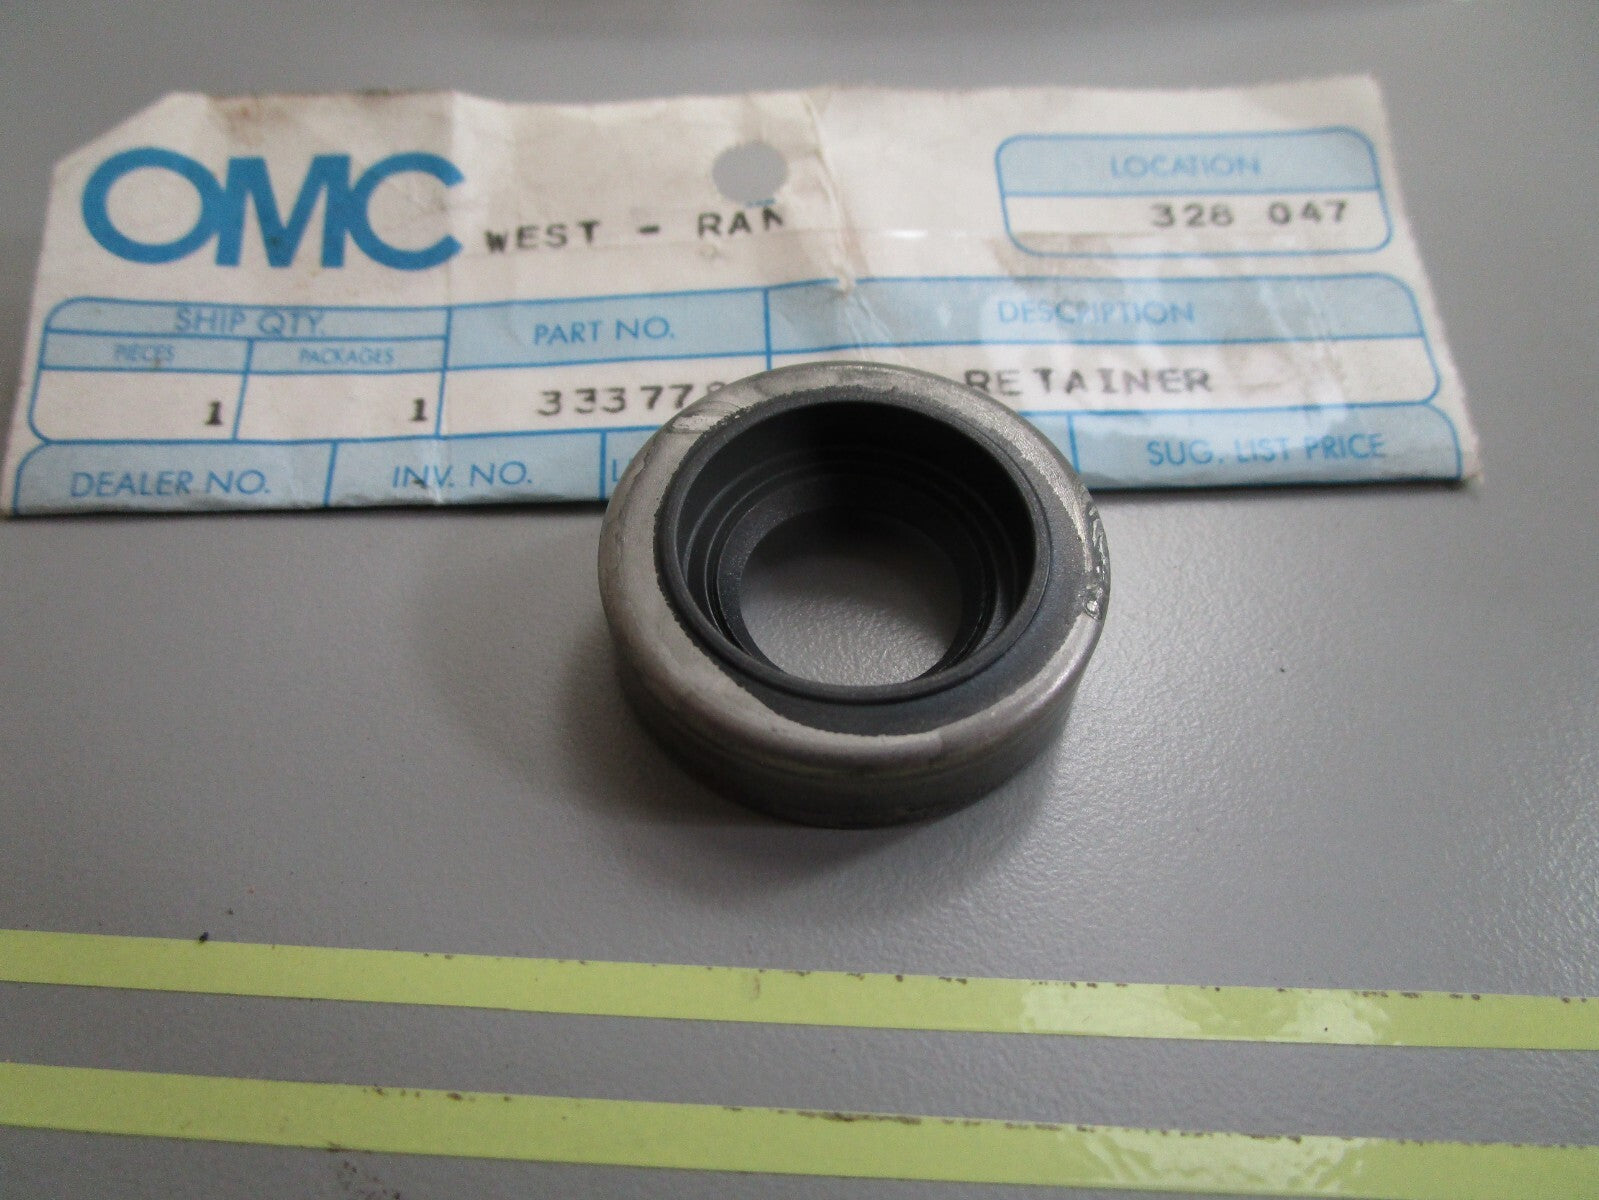 OMC
WEST - RAN
LOCATION
328 047
SHIP QTY.
PIECES
PACKAGES
PART NO.
DESCRIPTION
1
1
RETAINER
DEALER NO.
INV. NO.
SUG. LIST PRICE